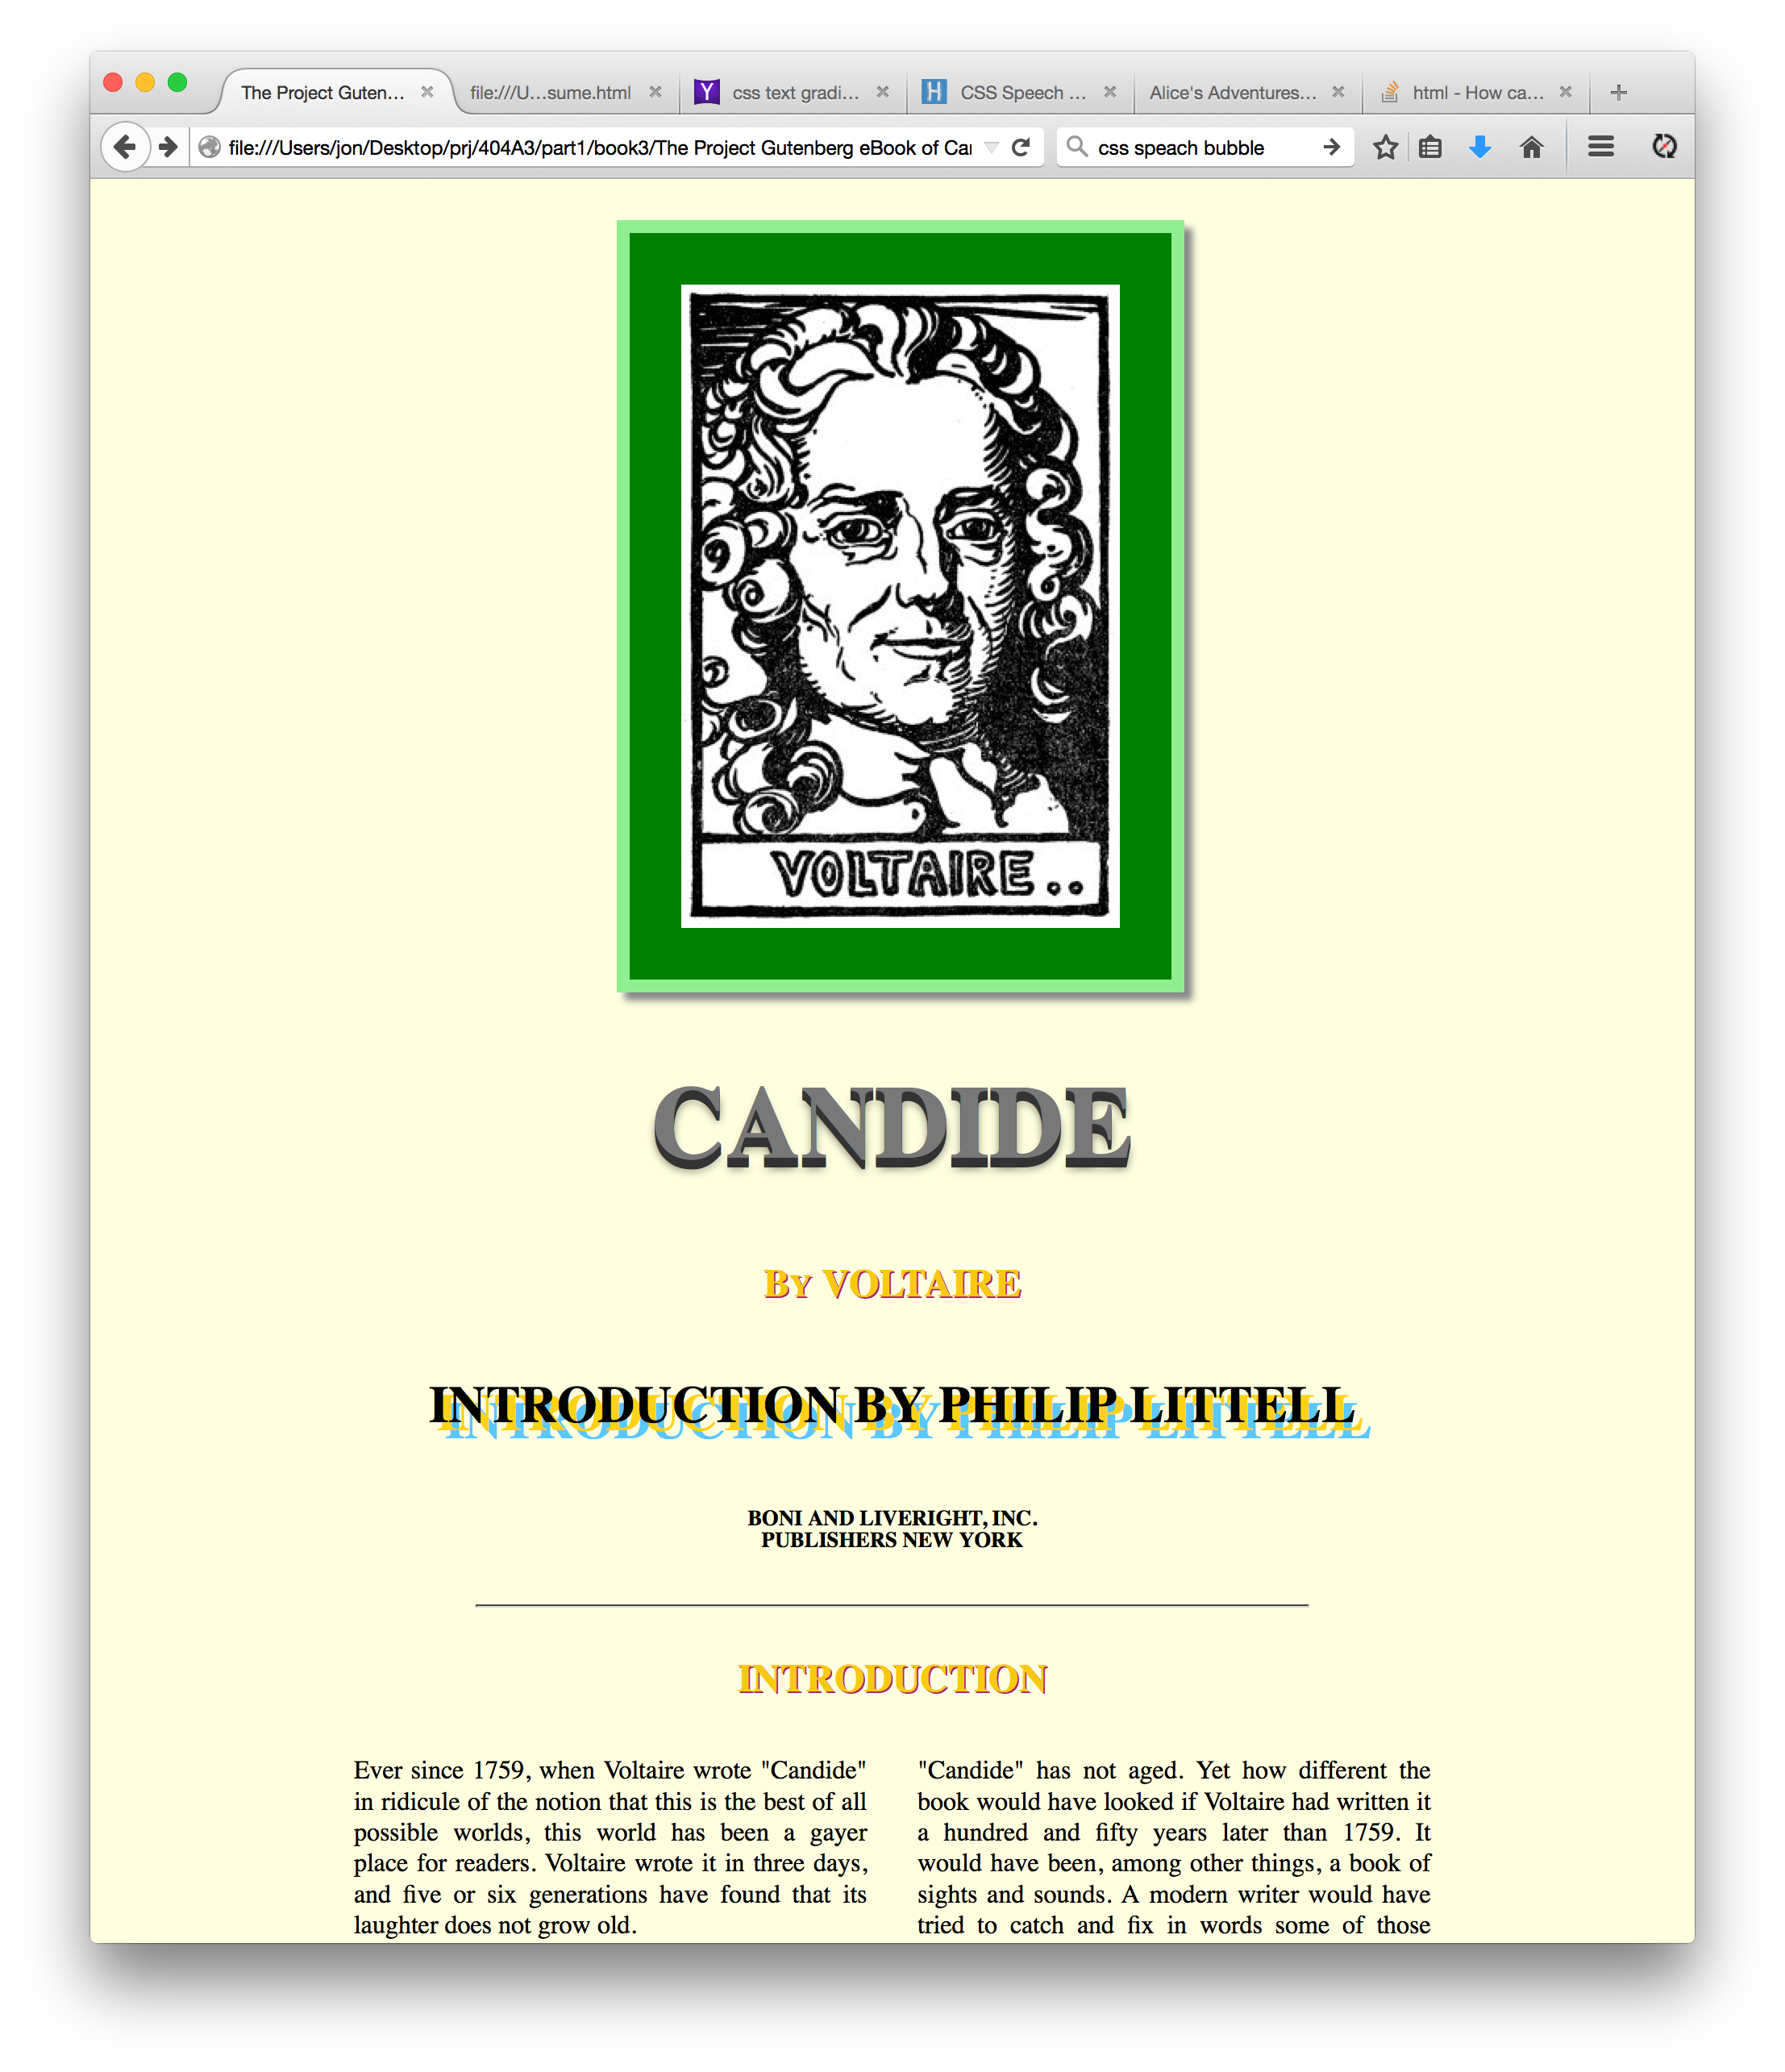 The Project Guten...
file:///U...sume.html
css text gradi...
CSS Speech ...
Alice's Adventures...
html - How ca...
file:///Users/jon/Desktop/prj/404A3/part1/book3/The Project Gutenberg eBook of Ca
css speach bubble
VOLTAIRE..
CANDIDE
By VOLTAIRE
INTRODUCTION BY PHILIP LITTELL
BONI AND LIVERIGHT, INC.
PUBLISHERS NEW YORK
INTRODUCTION
Ever since 1759, when Voltaire wrote "Candide"
in ridicule of the notion that this is the best of all
possible worlds, this world has been a gayer
place for readers. Voltaire wrote it in three days,
and five or six generations have found that its
laughter does not grow old.
"Candide" has not aged. Yet how different the
book would have looked if Voltaire had written it
a hundred and fifty years later than 1759. It
would have been, among other things, a book of
sights and sounds. A modern writer would have
tried to catch and fix in words some of those